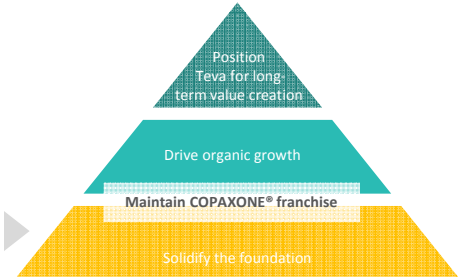 Position
Teva for long-
term value creation
Drive organic growth
Maintain COPAXONE® franchise
Solidify the foundation